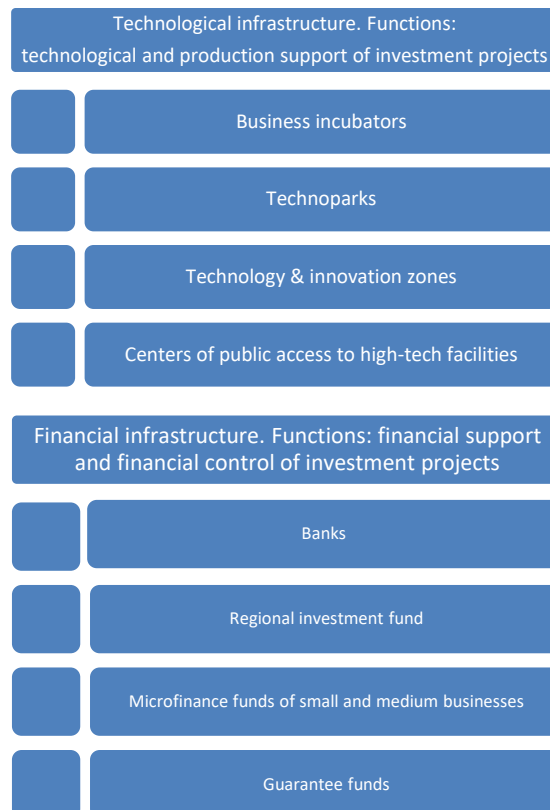 Technological infrastructure. Functions:
technological and production support of investment projects
Business incubators
Technoparks
Technology & innovation zones
Centers of public access to high-tech facilities
Financial infrastructure. Functions: financial support
and financial control of investment projects
Banks
Regional investment fund
Microfinance funds of small and medium businesses
Guarantee funds